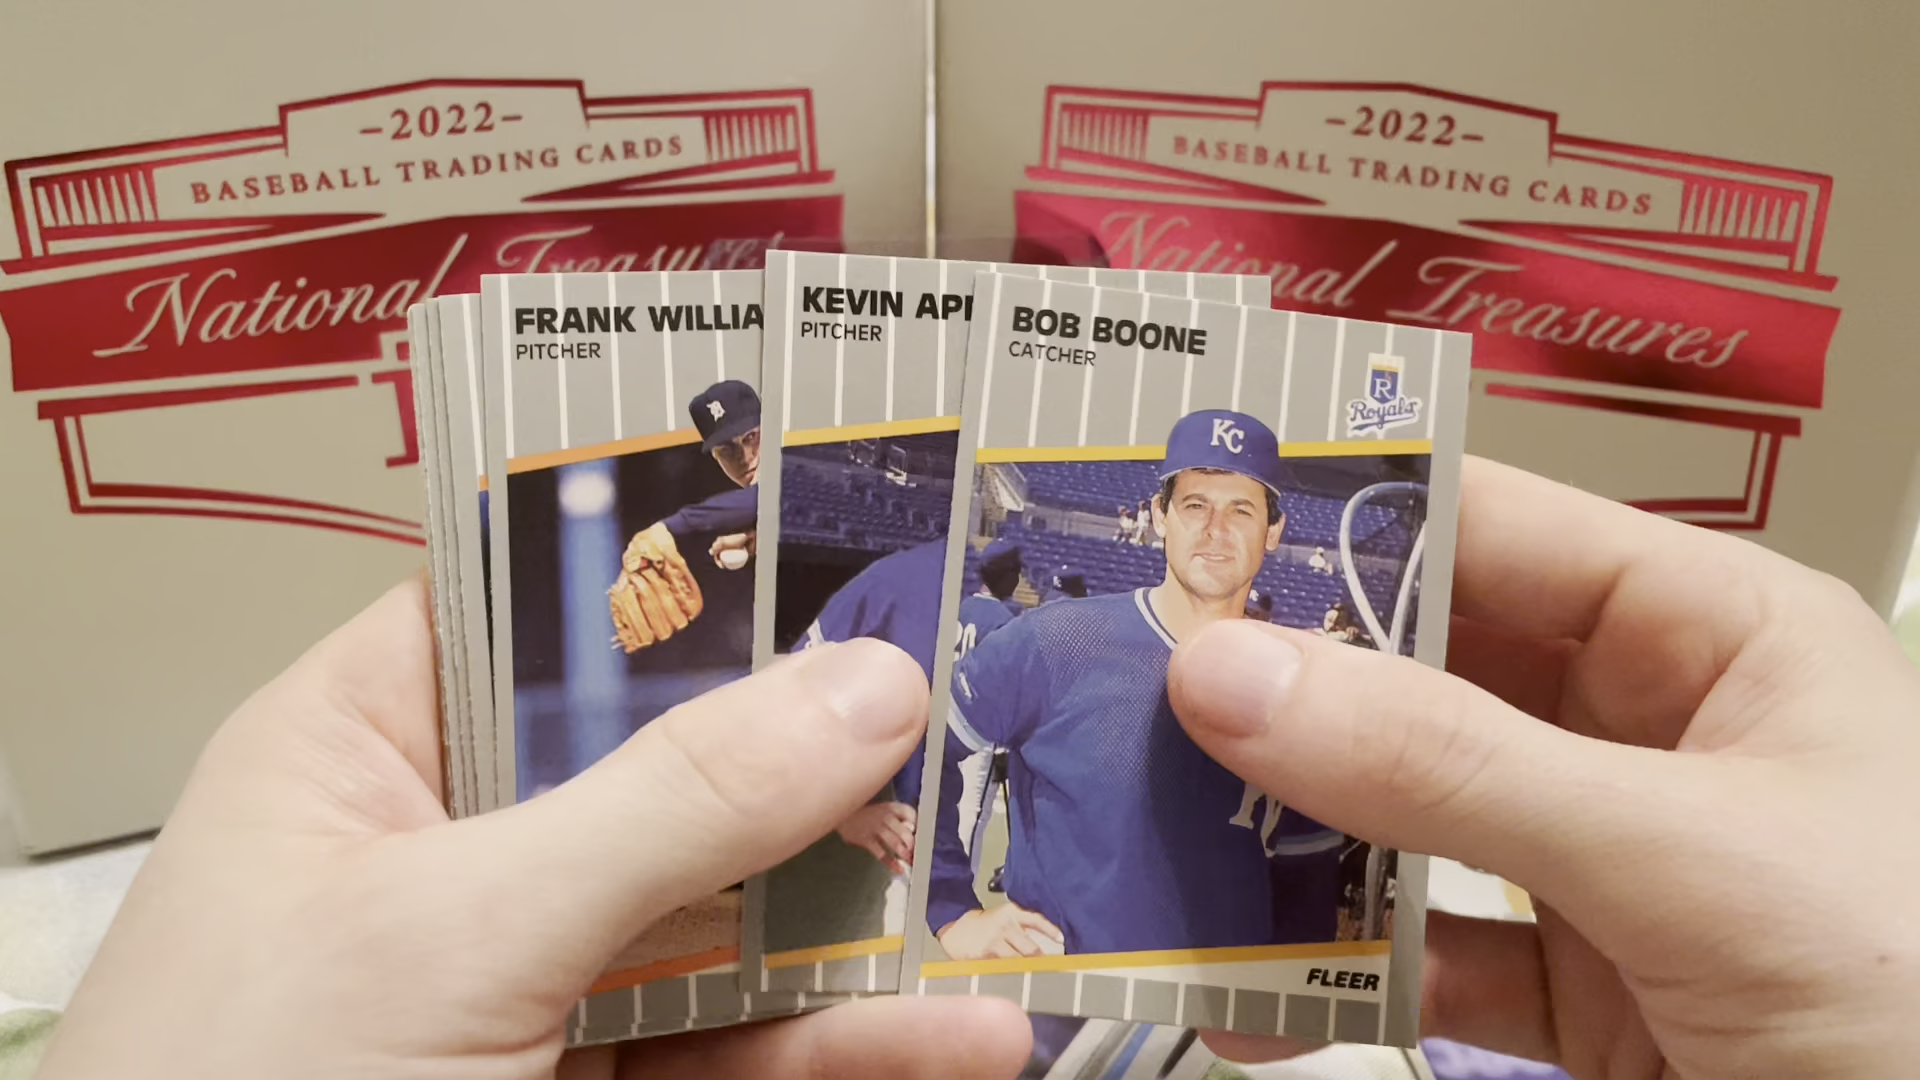 -2022-
BASEBALL TRADING CARDS
National Treasures
-2022-
BASEBALL TRADING CARDS
National Treasures
FRANK WILLIA
PITCHER
KEVIN AP
PITCHER
BOB BOONE
CATCHER
R
Royals
KC
FLEER